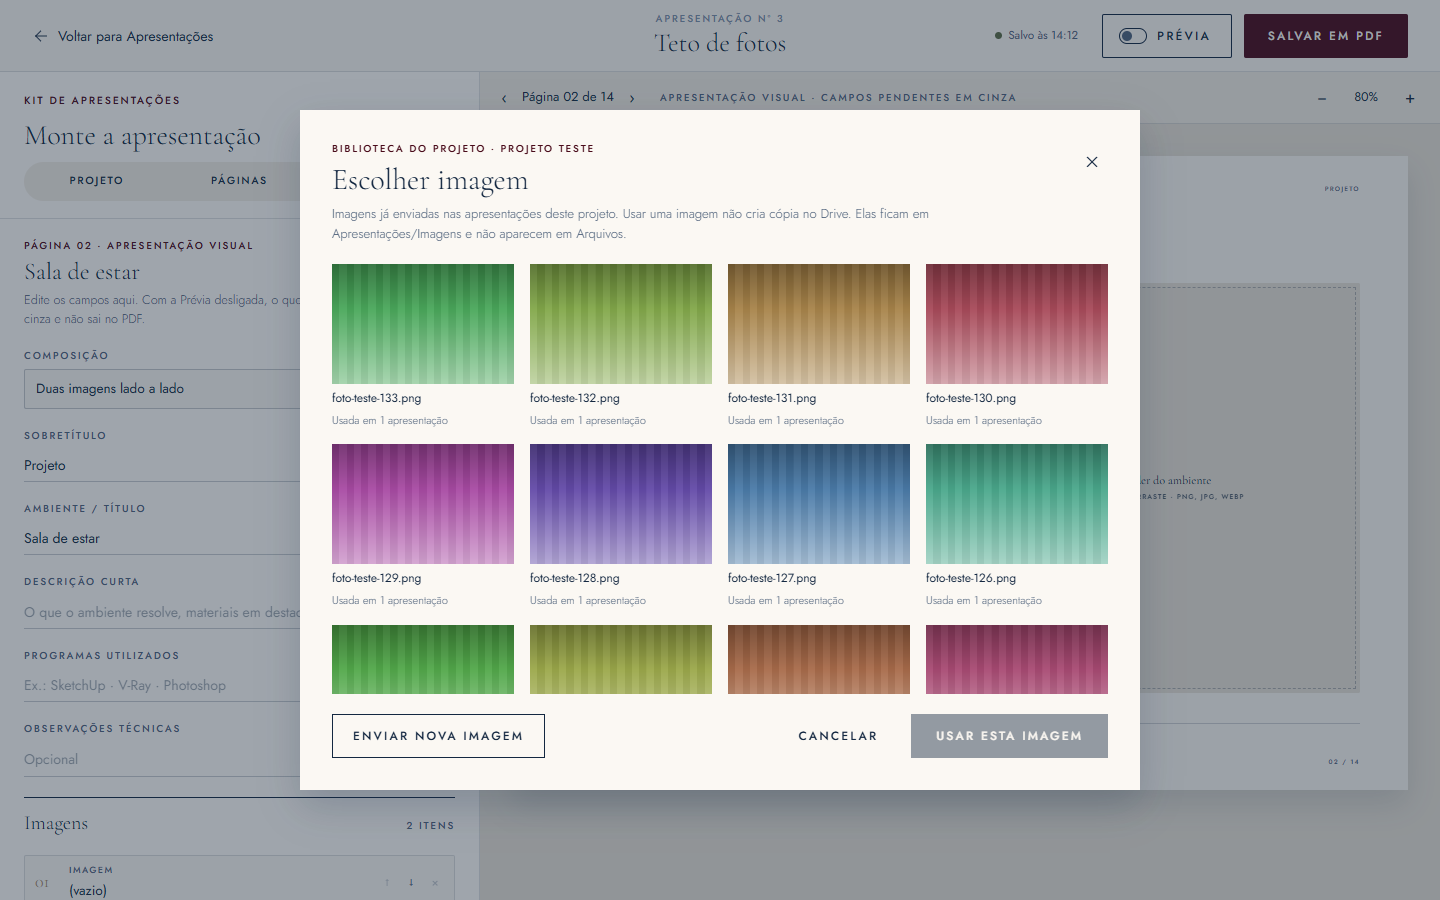 Voltar para Apresentações
APRESENTAÇÃO Nº 3
Teto de fotos
Salvo às 14:12
PRÉVIA
SALVAR EM PDF
KIT DE APRESENTAÇÕES
Monte a apresentação
PROJETO
PÁGINAS
‹ Página 02 de 14 ›
APRESENTAÇÃO VISUAL · CAMPOS PENDENTES EM CINZA
− 80% +
PÁGINA 02 · APRESENTAÇÃO VISUAL
Sala de estar
Edite os campos aqui. Com a Prévia desligada, o que
cinza e não sai no PDF.
COMPOSIÇÃO
Duas imagens lado a lado
SOBRETÍTULO
Projeto
AMBIENTE / TÍTULO
Sala de estar
DESCRIÇÃO CURTA
O que o ambiente resolve, materiais em
PROGRAMAS UTILIZADOS
Ex.: SketchUp · V-Ray · Photoshop
OBSERVAÇÕES TÉCNICAS
Opcional
Imagens
2 ITENS
01
IMAGEM
(vazio)
↑ ↓ ×
BIBLIOTECA DO PROJETO · PROJETO TESTE
Escolher imagem
Imagens já enviadas nas apresentações deste projeto. Usar uma imagem não cria cópia no Drive. Elas ficam em
Apresentações/Imagens e não aparecem em Arquivos.
foto-teste-133.png
Usada em 1 apresentação
foto-teste-132.png
Usada em 1 apresentação
foto-teste-131.png
Usada em 1 apresentação
foto-teste-130.png
Usada em 1 apresentação
foto-teste-129.png
Usada em 1 apresentação
foto-teste-128.png
Usada em 1 apresentação
foto-teste-127.png
Usada em 1 apresentação
foto-teste-126.png
Usada em 1 apresentação
ENVIAR NOVA IMAGEM
CANCELAR
USAR ESTA IMAGEM
PROJETO
do ambiente
· PNG, JPG, WEBP
02 / 14